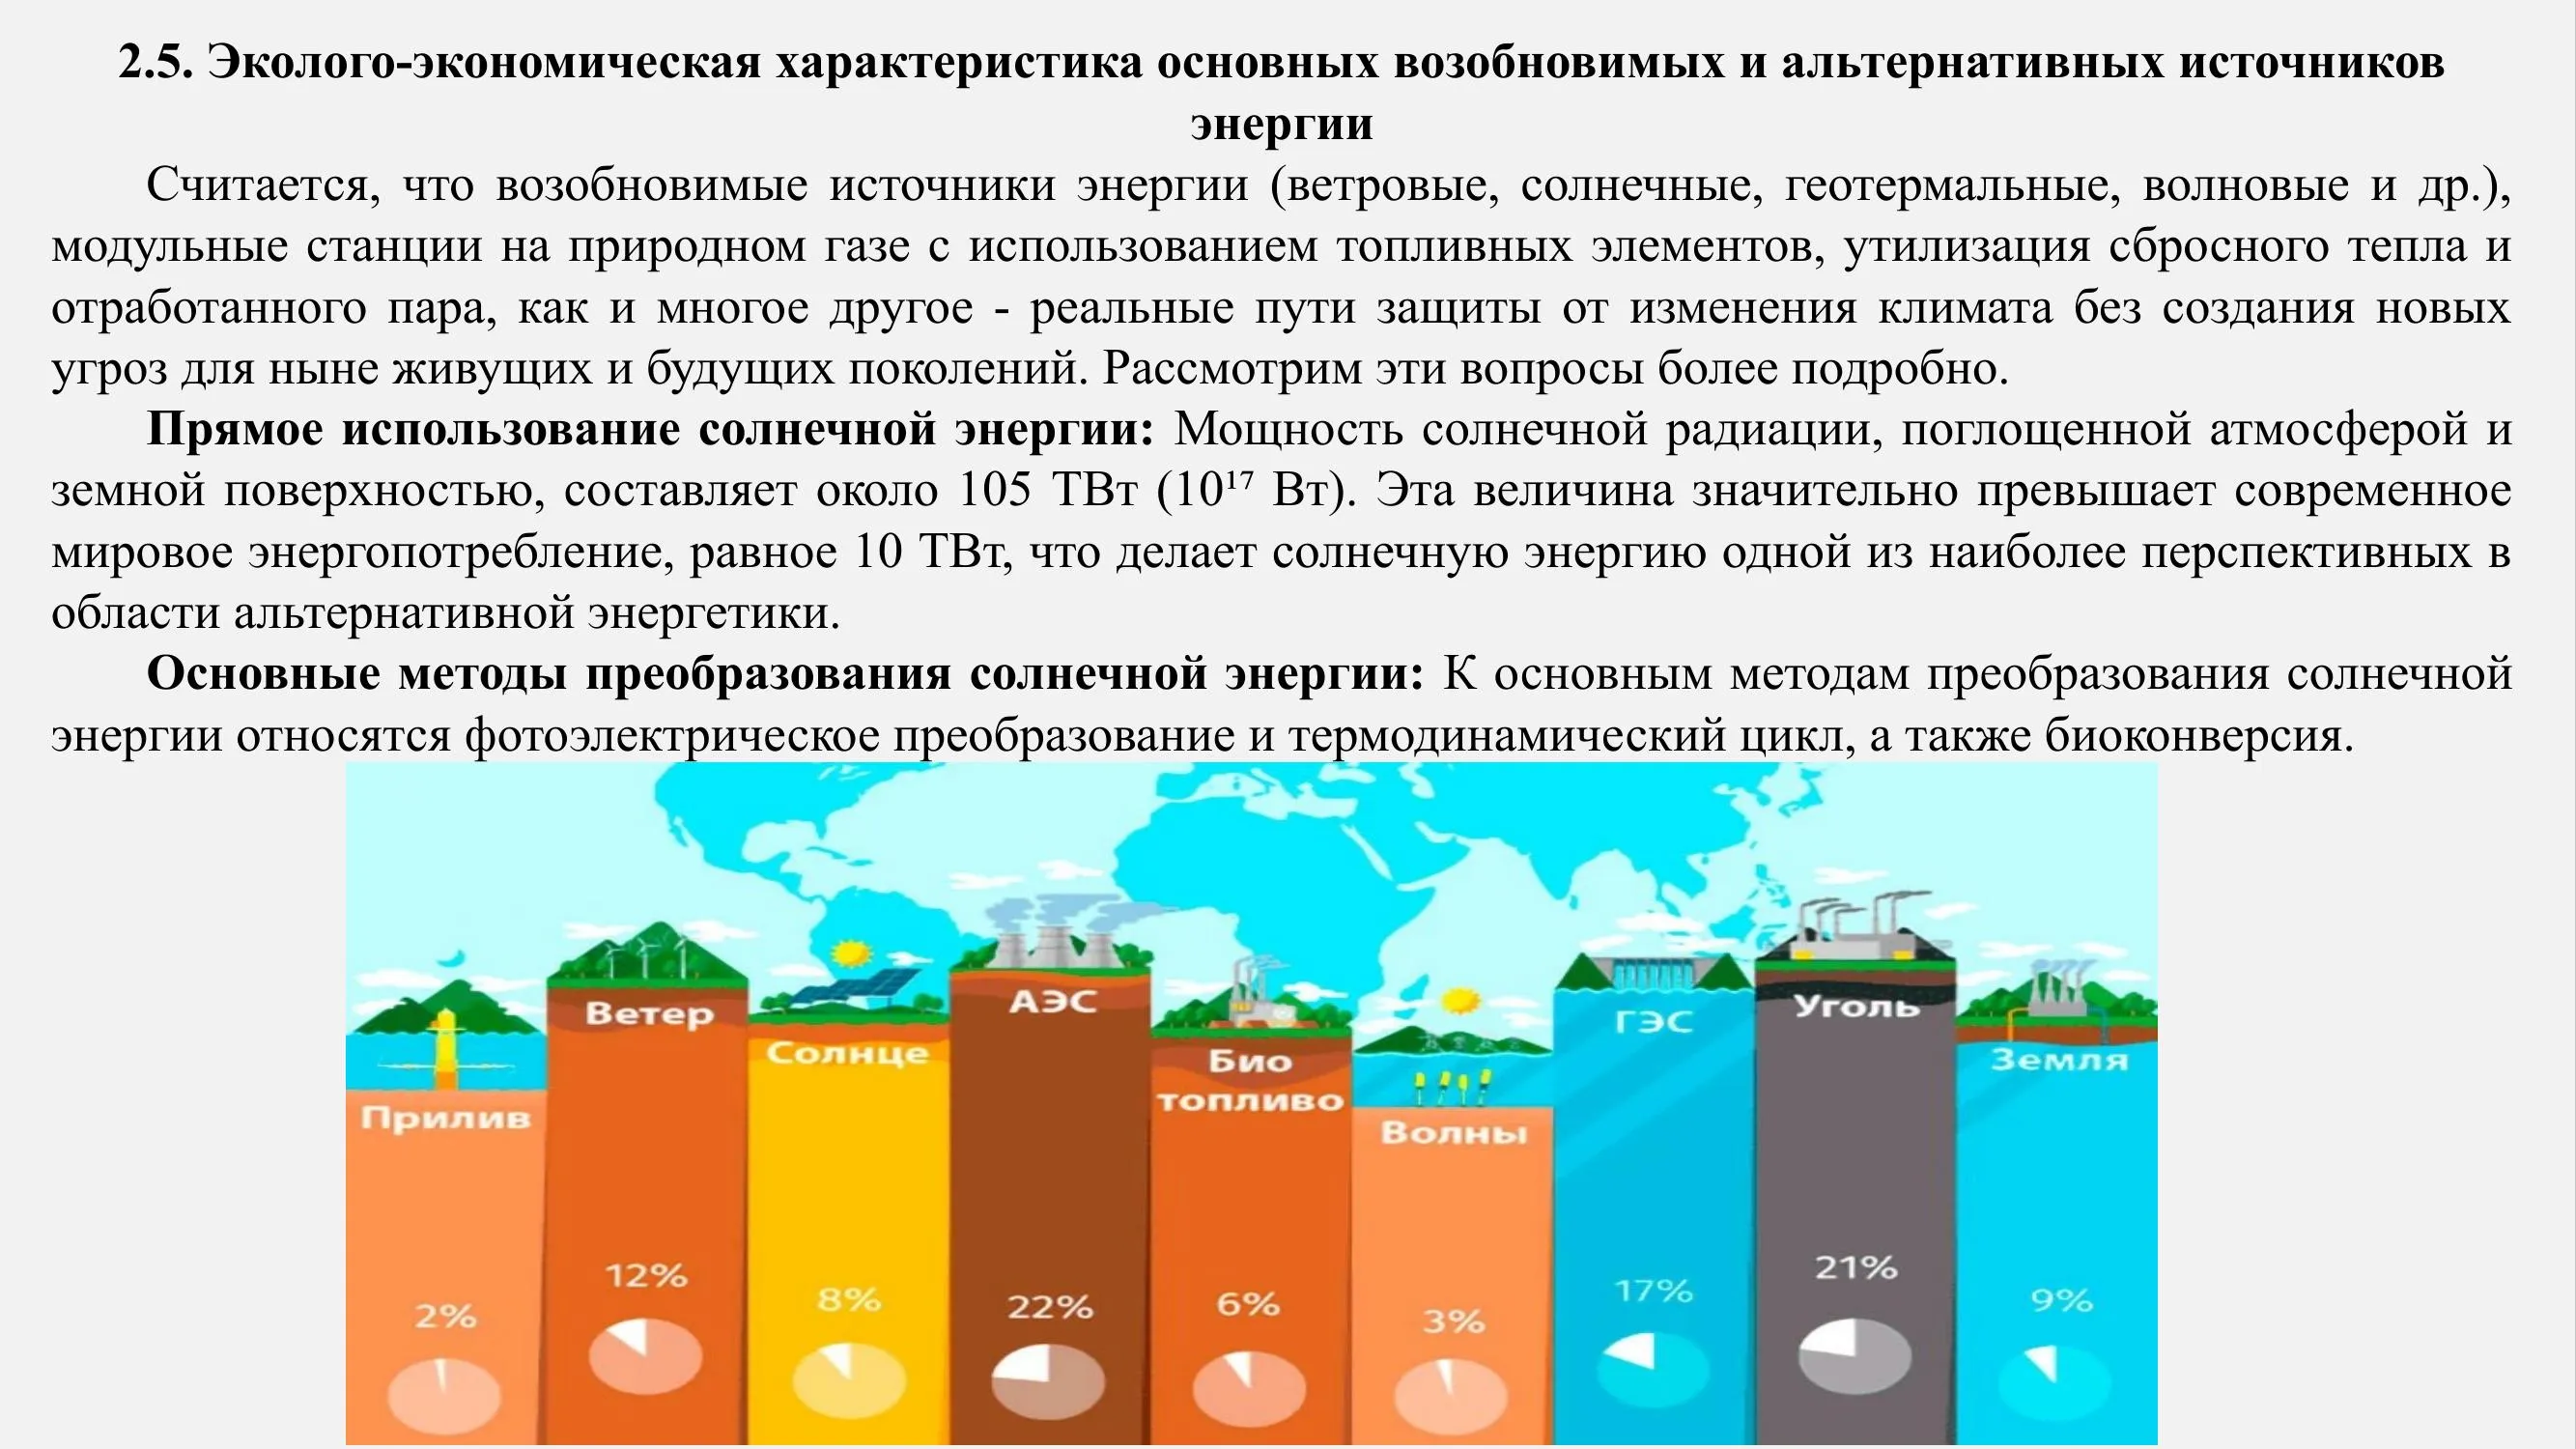 2.5. Эколого-экономическая характеристика основных возобновимых и альтернативных источников
энергии
Считается, что возобновимые источники энергии (ветровые, солнечные, геотермальные, волновые и др.),
модульные станции на природном газе с использованием топливных элементов, утилизация сбросного тепла и
отработанного пара, как и многое другое - реальные пути защиты от изменения климата без создания новых
угроз для ныне живущих и будущих поколений. Рассмотрим эти вопросы более подробно.
Прямое использование солнечной энергии: Мощность солнечной радиации, поглощенной атмосферой и
земной поверхностью, составляет около 105 ТВт (10¹⁷ Вт). Эта величина значительно превышает современное
мировое энергопотребление, равное 10 ТВт, что делает солнечную энергию одной из наиболее перспективных в
области альтернативной энергетики.
Основные методы преобразования солнечной энергии: К основным методам преобразования солнечной
энергии относятся фотоэлектрическое преобразование и термодинамический цикл, а также биоконверсия.
Прилив
2%
Ветер
12%
Солнце
8%
АЭС
22%
Био
топливо
6%
Волны
3%
ГЭС
17%
Уголь
21%
Земля
9%